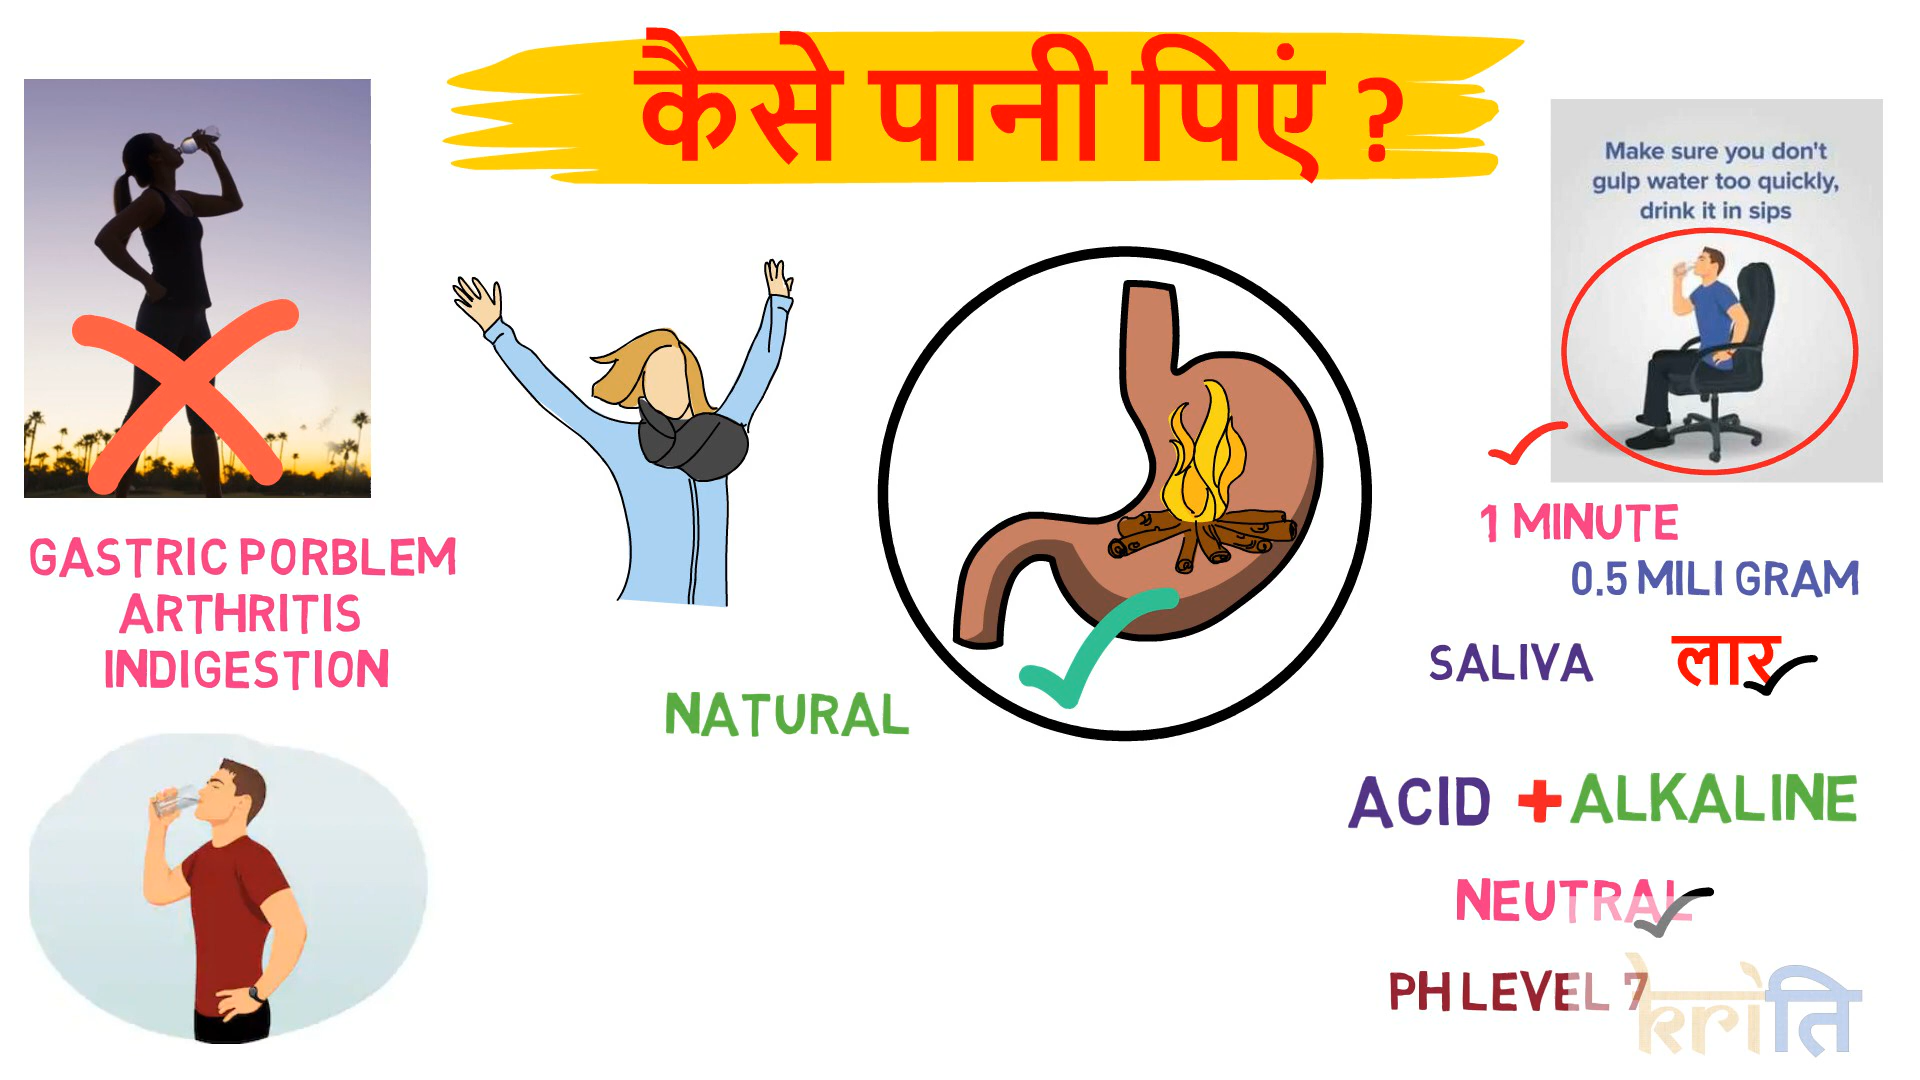 कैसे पानी पिएं ?
Make sure you don't
gulp water too quickly,
drink it in sips
GASTRIC PORBLEM
ARTHRITIS
INDIGESTION
NATURAL
1 MINUTE
0.5 MILI GRAM
SALIVA लार
ACID + ALKALINE
NEUTRAL
PH LEVEL 7
kranति